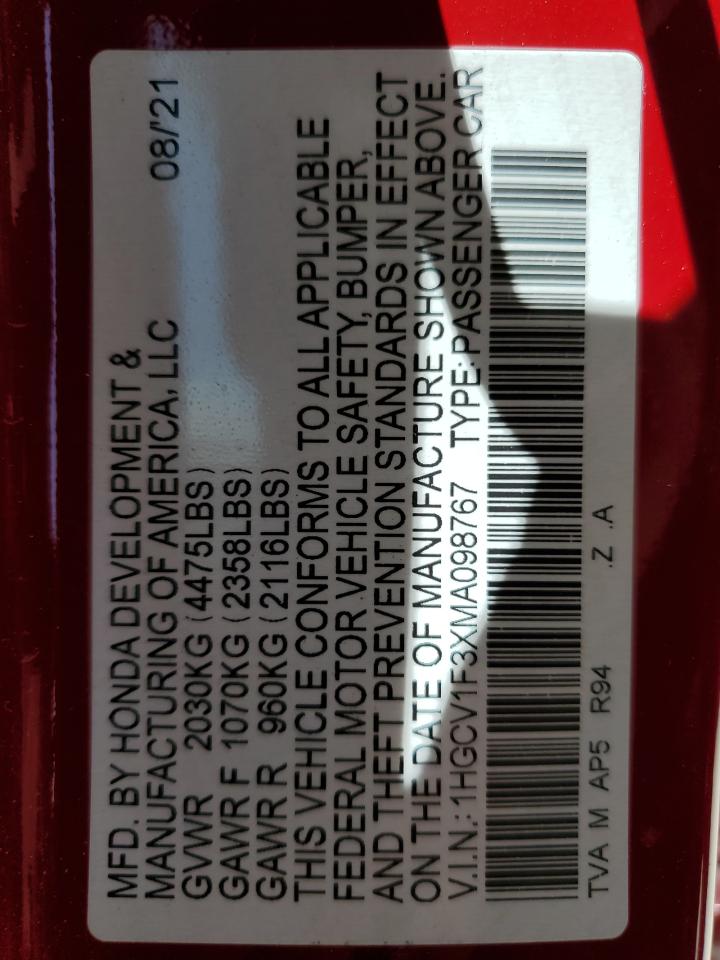 MFD. BY HONDA DEVELOPMENT &
MANUFACTURING OF AMERICA, LLC 08/'21
GVWR 2030KG (4475LBS)
GAWR F 1070KG (2358LBS)
GAWR R 960KG (2116LBS)
THIS VEHICLE CONFORMS TO ALL APPLICABLE
FEDERAL MOTOR VEHICLE SAFETY, BUMPER,
AND THEFT PREVENTION STANDARDS IN EFFECT
ON THE DATE OF MANUFACTURE SHOWN ABOVE.
V.I.N.: 1HGCV1F3XMA098767 TYPE: PASSENGER CAR
TVA M AP5 R94 .Z .A